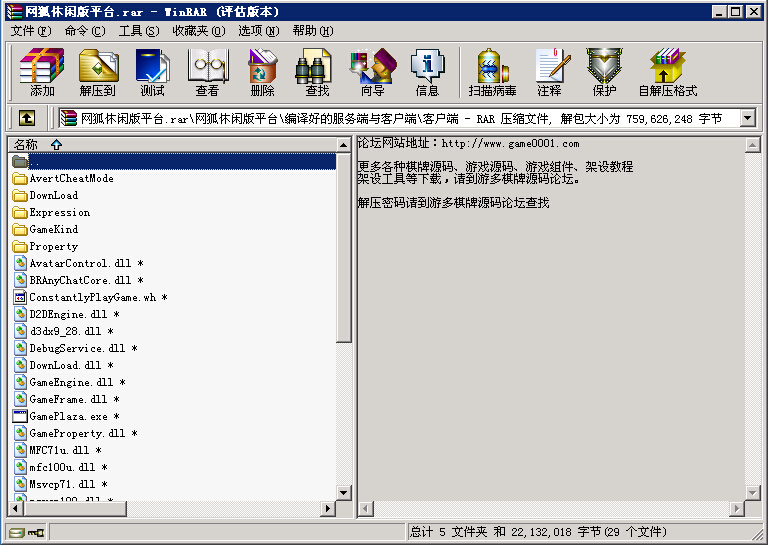 网狐休闲版平台.rar - WinRAR (评估版本)
文件(F) 命令(C) 工具(S) 收藏夹(O) 选项(N) 帮助(H)
添加 解压到 测试 查看 删除 查找 向导 信息 扫描病毒 注释 保护 自解压格式
网狐休闲版平台.rar\网狐休闲版平台\编译好的服务端与客户端\客户端 - RAR 压缩文件, 解包大小为 759,626,248 字节
名称
..
AvertCheatMode
DownLoad
Expression
GameKind
Property
AvatarControl.dll *
BRAnyChatCore.dll *
ConstantlyPlayGame.wh *
D2DEngine.dll *
d3dx9_28.dll *
DebugService.dll *
DownLoad.dll *
GameEngine.dll *
GameFrame.dll *
GamePlaza.exe *
GameProperty.dll *
MFC71u.dll *
mfc100u.dll *
Msvcp71.dll *
论坛网站地址：http://www.game0001.com
更多各种棋牌源码、游戏源码、游戏组件、架设教程
架设工具等下载，请到游多棋牌源码论坛。
解压密码请到游多棋牌源码论坛查找
总计 5 文件夹 和 22,132,018 字节(29 个文件)